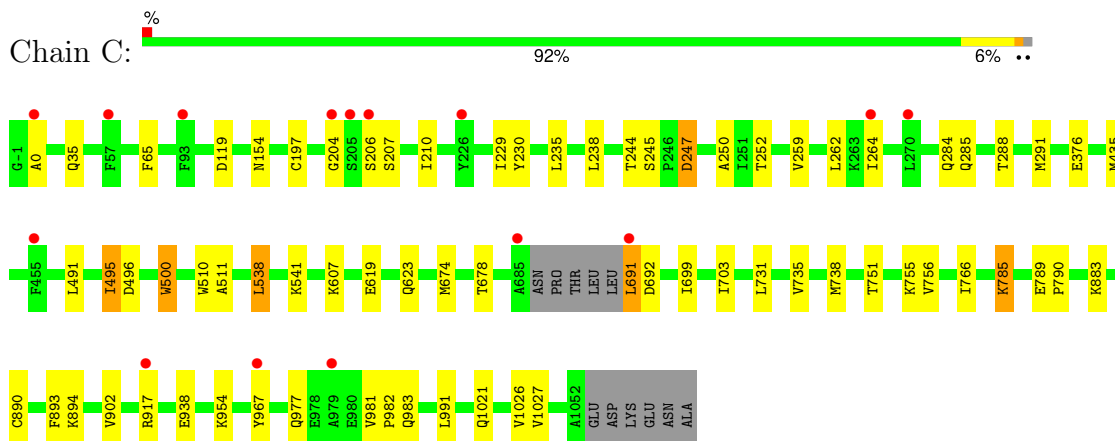 %
Chain C:
92% 6% ••
G-1 A0 Q35 F57 F65 F93 D119 N154 C197 G204 S205 S206 S207 I210 Y226 I229 Y230 L235 L238 T244 S245 P246 D247 A250 I251 T252 V259 L262 K263 I264 L270 Q284 Q285 T288 M291 E376 M435
F455 L491 I495 D496 W500 W510 A511 L538 K541 K607 E619 Q623 M674 T678 A685 ASN PRO THR LEU LEU L691 D692 I699 I703 L731 V735 M738 T751 K755 V756 I766 K785 E789 P790 K883
C890 F893 K894 V902 R917 E938 K954 Y967 Q977 E978 A979 E980 V981 P982 Q983 L991 Q1021 V1026 V1027 A1052 GLU ASP LYS GLU ASN ALA